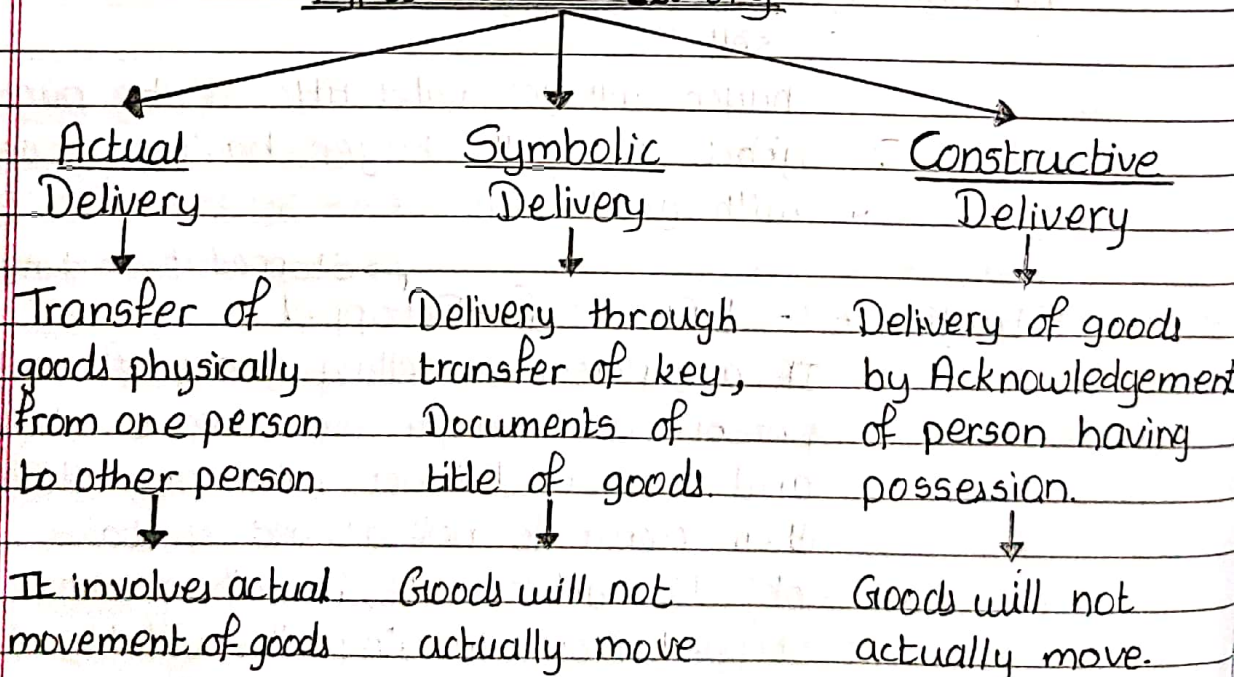 Actual
Delivery
Symbolic
Delivery
Constructive
Delivery
Transfer of
goods physically
from one person
to other person.
Delivery through
transfer of key,
Documents of
title of goods.
Delivery of goods
by Acknowledgement
of person having
possession.
It involves actual
movement of goods
Goods will not
actually move
Goods will not
actually move.